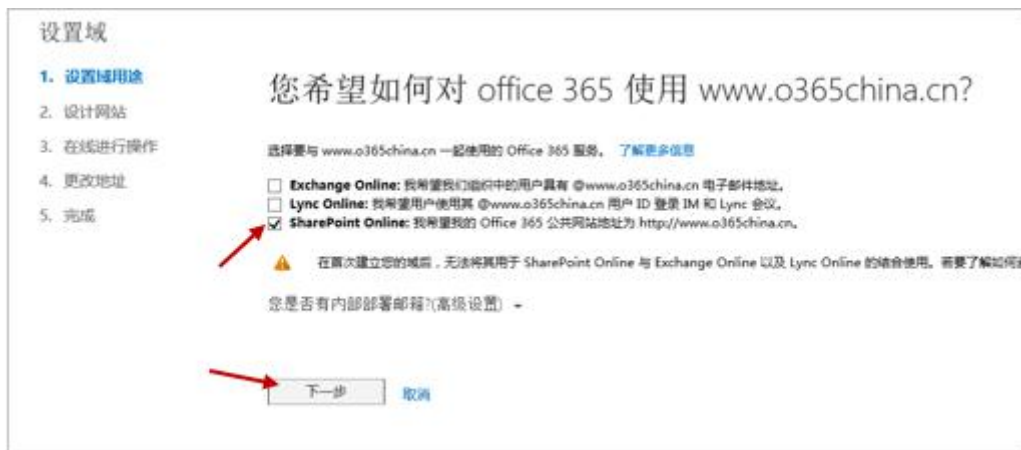 设置域
1. 设置域用途
2. 设计网站
3. 在线进行操作
4. 更改地址
5. 完成
您希望如何对 office 365 使用 www.o365china.cn?
选择要与 www.o365china.cn 一起使用的 Office 365 服务。 了解更多信息
Exchange Online: 我希望我们组织中的用户具有 @www.o365china.cn 电子邮件地址。
Lync Online: 我希望用户使用其 @www.o365china.cn 用户 ID 登录 IM 和 Lync 会议。
SharePoint Online: 我希望我的 Office 365 公共网站地址为 http://www.o365china.cn。
在首次建立您的域后，无法将其用于 SharePoint Online 与 Exchange Online 以及 Lync Online 的结合使用。若要了解如何
您是否有内部部署邮箱?(高级设置)
下一步 取消